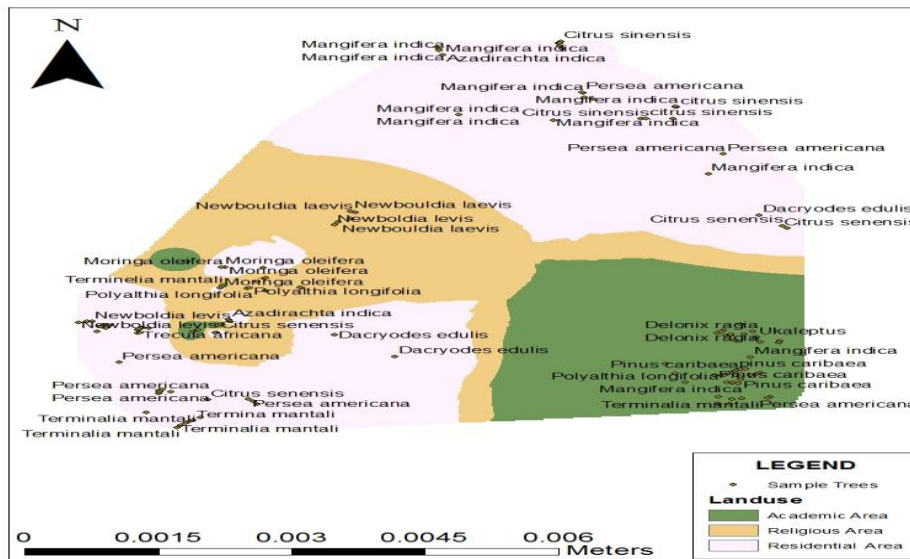 N
Citrus sinensis
Mangifera indica
Mangifera indica
Mangifera indica
Azadirachta indica
Mangifera indica
Persea americana
Mangifera indica
citrus sinensis
Mangifera indica
Citrus sinensis
citrus sinensis
Mangifera indica
Mangifera indica
Persea americana
Persea americana
Mangifera indica
Newbouldia laevis
Newbouldia laevis
Dacryodes edulis
Newboldia levis
Citrus senensis
Citrus senensis
Newbouldia laevis
Moringa oleifera
Moringa oleifera
Moringa oleifera
Terminelia mantali
Moringa oleifera
Polyalthia longifolia
Polyalthia longifolia
Newboldia levis
Azadirachta indica
Newboldia levis
Citrus senensis
Trecula africana
Dacryodes edulis
Delonix ragia
Ukaleptus
Delonix ragia
Persea americana
Dacryodes edulis
Mangifera indica
Pinus caribaea
pinus caribaea
Polyalthia longifolia
Pinus caribaea
Persea americana
Citrus senensis
Mangifera indica
Pinus caribaea
Persea americana
Persea americana
Terminalia mantali
Persea americana
Terminalia mantali
Termina mantali
Terminalia mantali
Terminalia mantali
LEGEND
Sample Trees
Landuse
Academic Area
Religious Area
Residential Area
0 0.0015 0.003 0.0045 0.006
Meters